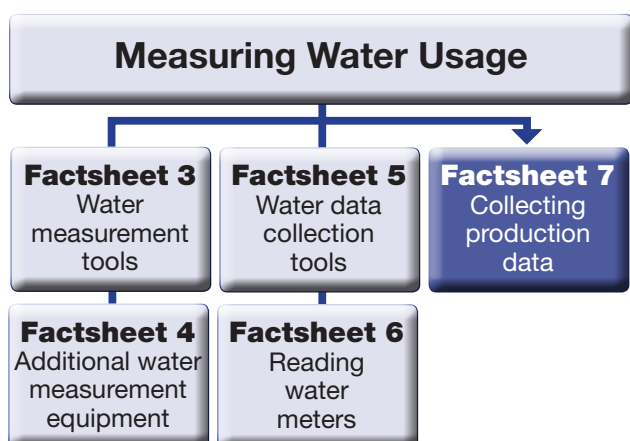 Measuring Water Usage
Factsheet 3
Water
measurement
tools
Factsheet 5
Water data
collection
tools
Factsheet 7
Collecting
production
data
Factsheet 4
Additional water
measurement
equipment
Factsheet 6
Reading
water
meters